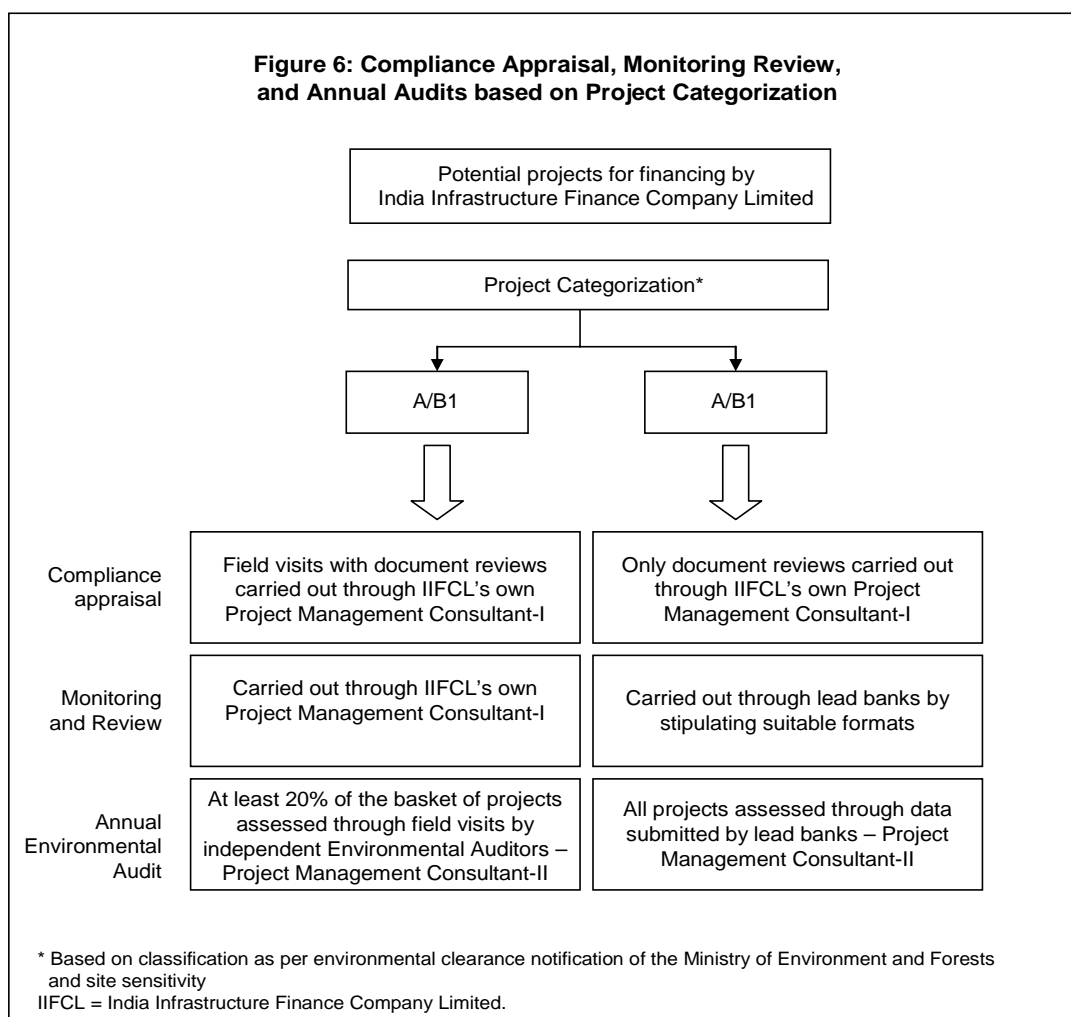 Figure 6: Compliance Appraisal, Monitoring Review,
and Annual Audits based on Project Categorization
Potential projects for financing by
India Infrastructure Finance Company Limited
Project Categorization*
A/B1
A/B1
Compliance
appraisal
Field visits with document reviews
carried out through IIFCL’s own
Project Management Consultant-I
Only document reviews carried out
through IIFCL’s own Project
Management Consultant-I
Monitoring
and Review
Carried out through IIFCL’s own
Project Management Consultant-I
Carried out through lead banks by
stipulating suitable formats
Annual
Environmental
Audit
At least 20% of the basket of projects
assessed through field visits by
independent Environmental Auditors –
Project Management Consultant-II
All projects assessed through data
submitted by lead banks – Project
Management Consultant-II
* Based on classification as per environmental clearance notification of the Ministry of Environment and Forests
and site sensitivity
IIFCL = India Infrastructure Finance Company Limited.